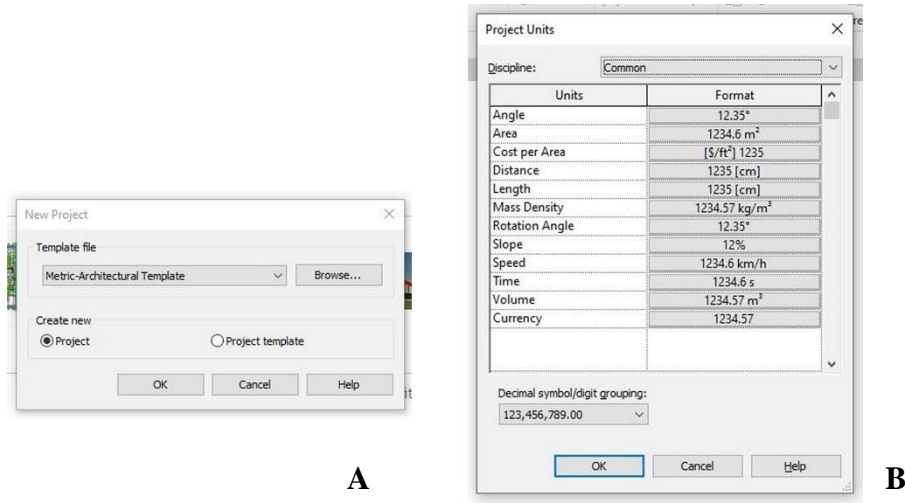 New Project
Template file
Metric-Architectural Template
Browse...
Create new
Project
Project template
OK
Cancel
Help
it
A
re
Project Units
Discipline:
Common
Units Format
Angle 12.35°
Area 1234.6 m²
Cost per Area [$/ft²] 1235
Distance 1235 [cm]
Length 1235 [cm]
Mass Density 1234.57 kg/m³
Rotation Angle 12.35°
Slope 12%
Speed 1234.6 km/h
Time 1234.6 s
Volume 1234.57 m³
Currency 1234.57
Decimal symbol/digit grouping:
123,456,789.00
OK
Cancel
Help
B